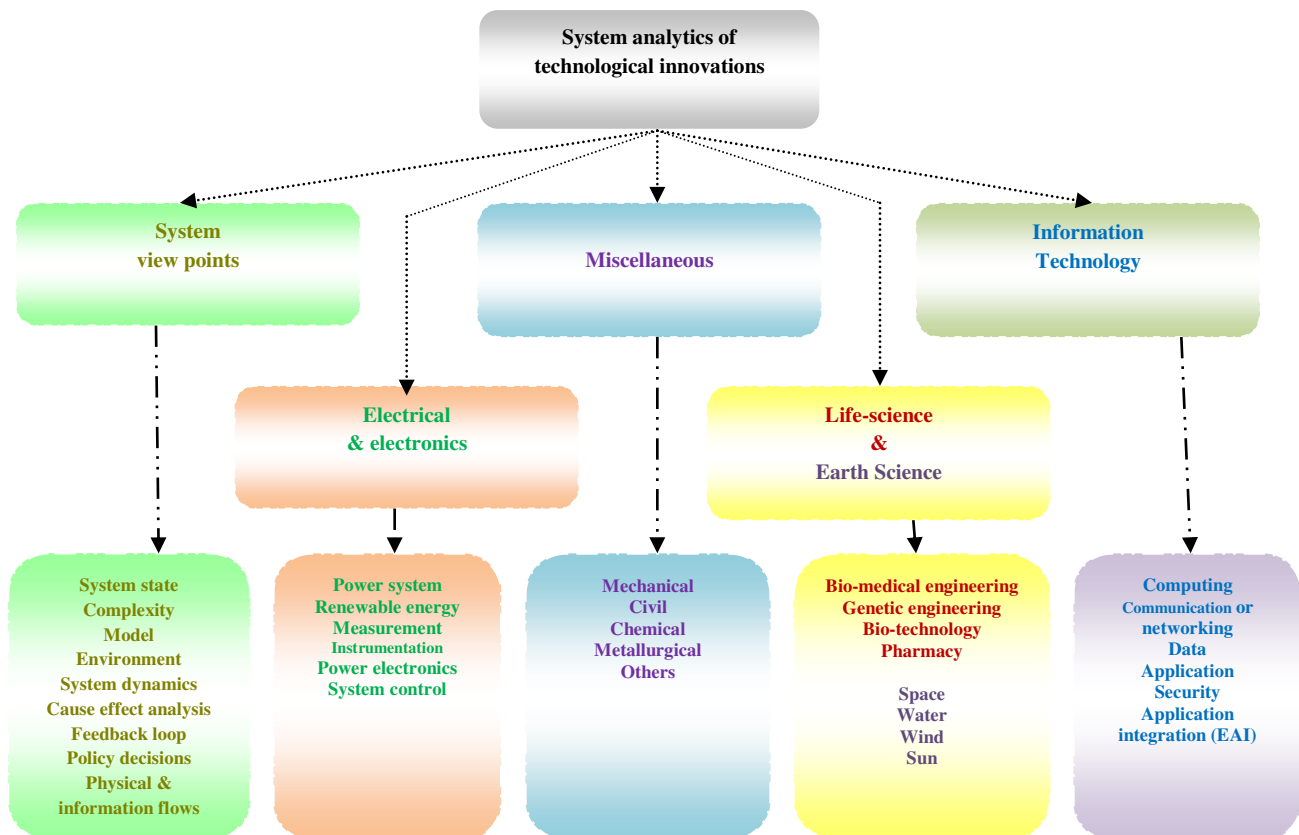 System analytics of
technological innovations
System
view points
Miscellaneous
Information
Technology
Electrical
& electronics
Life-science
&
Earth Science
System state
Complexity
Model
Environment
System dynamics
Cause effect analysis
Feedback loop
Policy decisions
Physical &
information flows
Power system
Renewable energy
Measurement
Instrumentation
Power electronics
System control
Mechanical
Civil
Chemical
Metallurgical
Others
Bio-medical engineering
Genetic engineering
Bio-technology
Pharmacy
Space
Water
Wind
Sun
Computing
Communication or
networking
Data
Application
Security
Application
integration (EAI)